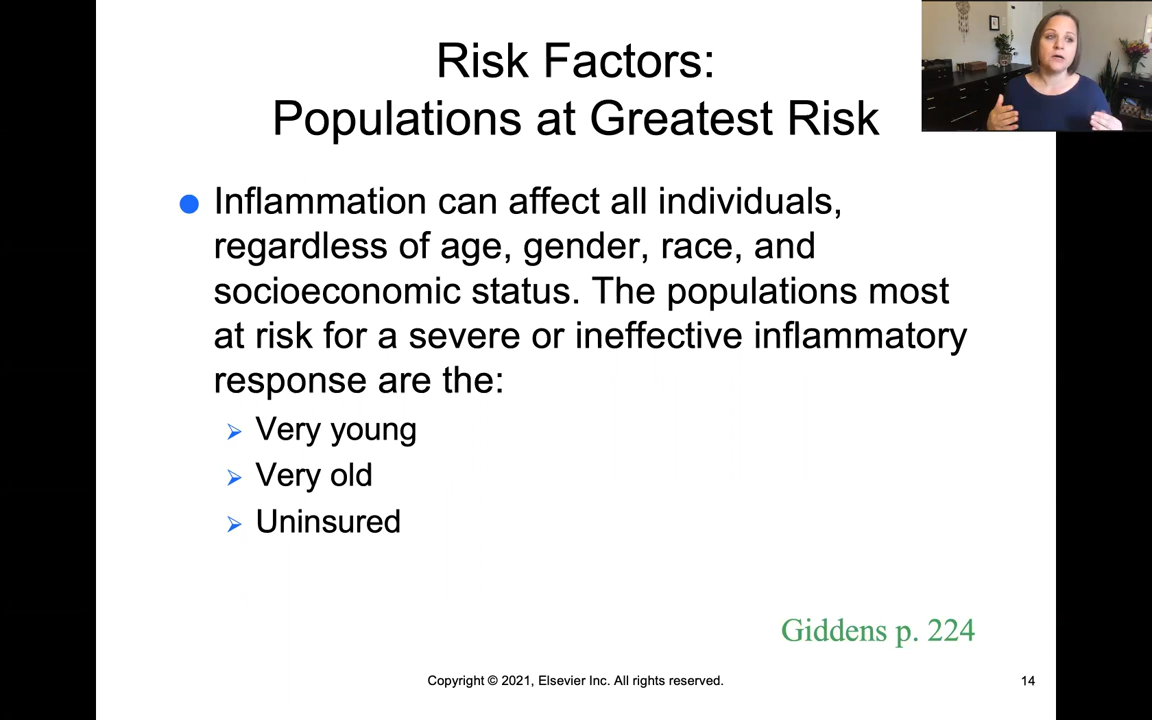 Risk Factors:
Populations at Greatest Risk
Inflammation can affect all individuals,
regardless of age, gender, race, and
socioeconomic status. The populations most
at risk for a severe or ineffective inflammatory
response are the:
Very young
Very old
Uninsured
Giddens p. 224
Copyright © 2021, Elsevier Inc. All rights reserved.
14